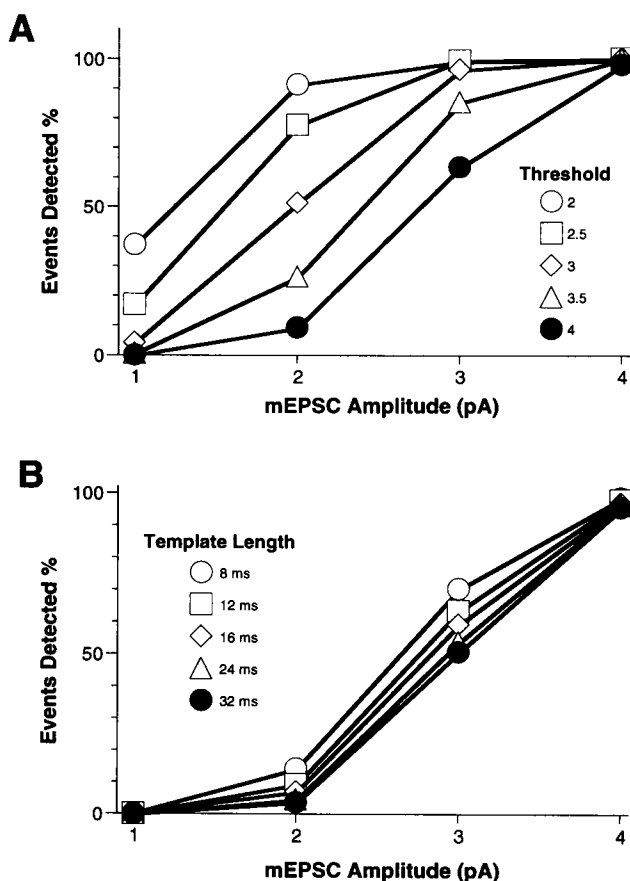 A
Events Detected %
100
50
0
Threshold
2
2.5
3
3.5
4
1 2 3 4
mEPSC Amplitude (pA)
B
Events Detected %
100
50
0
Template Length
8 ms
12 ms
16 ms
24 ms
32 ms
1 2 3 4
mEPSC Amplitude (pA)